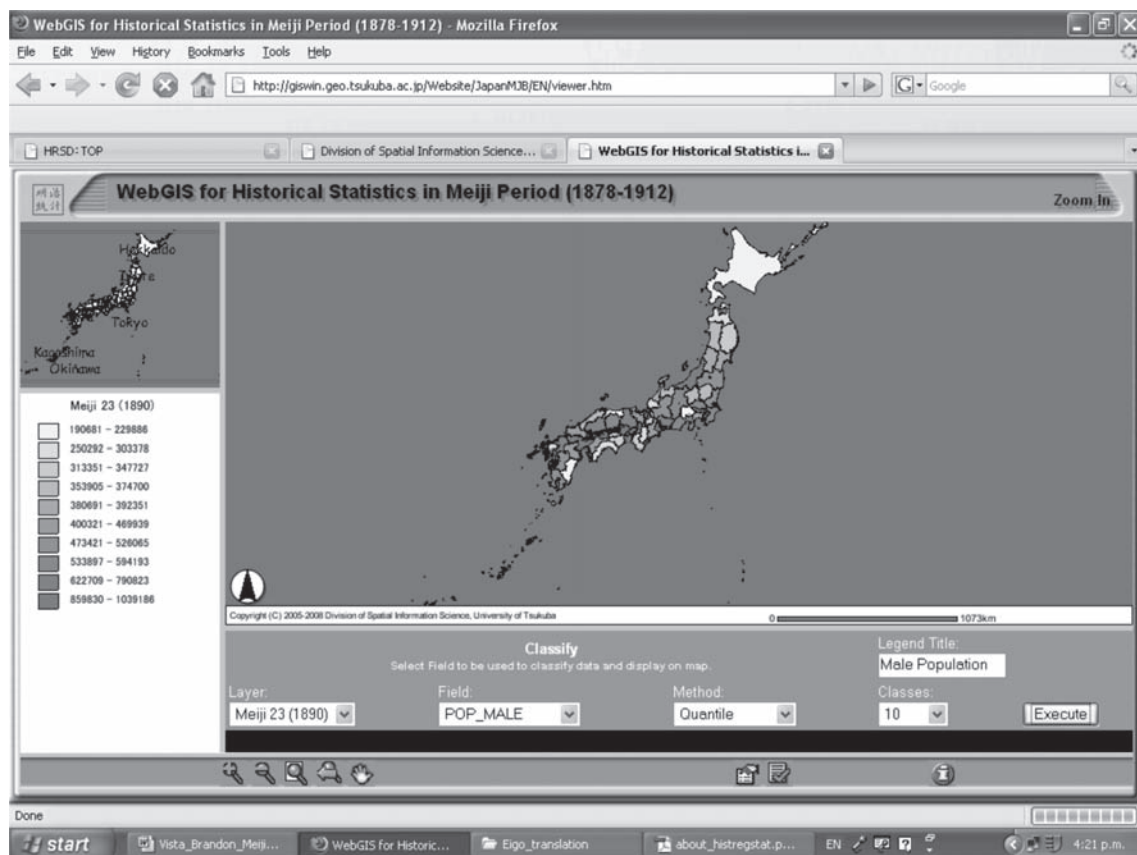 WebGIS for Historical Statistics in Meiji Period (1878-1912) - Mozilla Firefox
File Edit View History Bookmarks Tools Help
http://giswin.geo.tsukuba.ac.jp/Website/JapanMJB/EN/viewer.htm
G Google
HRSD:TOP
Division of Spatial Information Science...
WebGIS for Historical Statistics i...
明治
統計
WebGIS for Historical Statistics in Meiji Period (1878-1912)
Zoom In
Hokkaido
Tokyo
Kagoshima
Okinawa
Meiji 23 (1890)
190681 - 229886
250292 - 303378
313351 - 347727
353905 - 374700
380691 - 392351
400321 - 469939
473421 - 526065
533897 - 594193
622709 - 790823
859830 - 1039186
Copyright (C) 2005-2008 Division of Spatial Information Science, University of Tsukuba
0 1073km
Classify
Select Field to be used to classify data and display on map.
Legend Title:
Male Population
Layer: Field: Method: Classes:
Meiji 23 (1890) POP_MALE Quantile 10 Execute
Done
start Vista_Brandon_Meiji... WebGIS for Historic... Eigo_translation about_histregstat.p... EN 4:21 p.m.